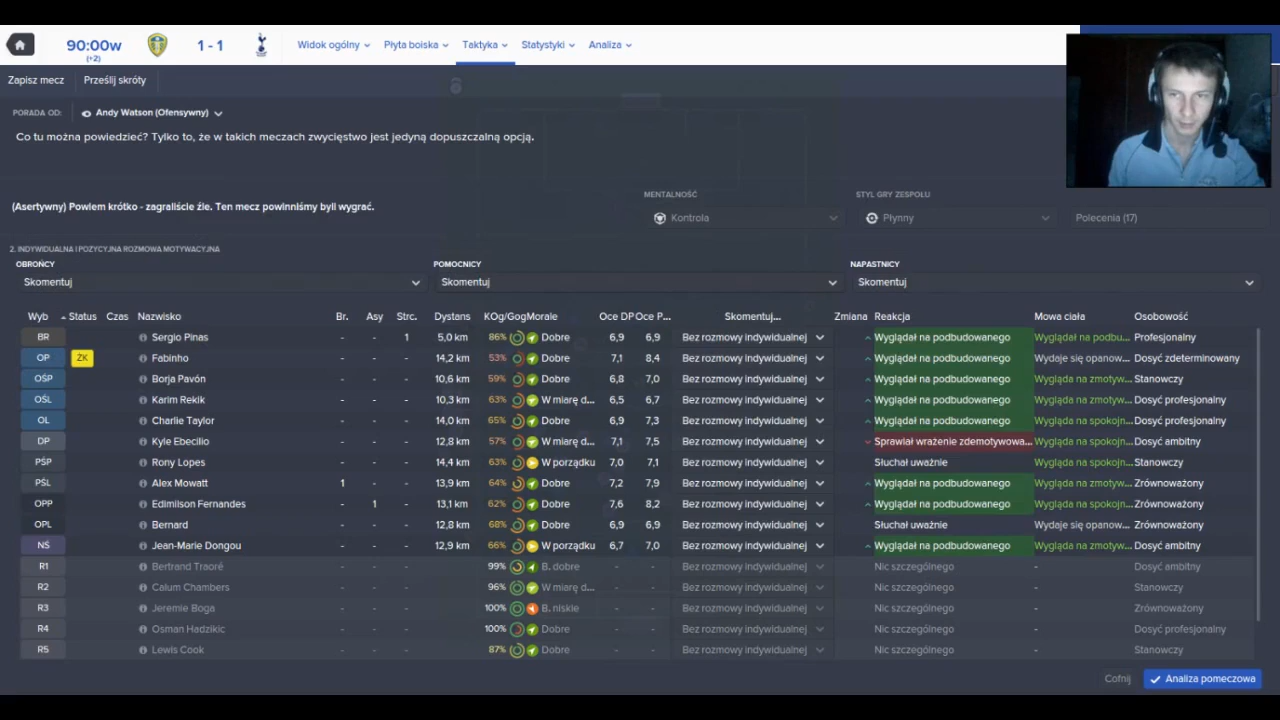 90:00w 1 - 1 Widok ogólny Płyta boiska Taktyka Statystyki Analiza
(+2)
Zapisz mecz Prześlij skróty
PORADA OD: Andy Watson (Ofensywny)
Co tu można powiedzieć? Tylko to, że w takich meczach zwycięstwo jest jedyną dopuszczalną opcją.
MENTALNOŚĆ STYL GRY ZESPOŁU
(Asertywny) Powiem krótko - zagraliście źle. Ten mecz powinniśmy byli wygrać.
Kontrola Płynny Polecenia (17)
2. INDYWIDUALNA I POZYCYJNA ROZMOWA MOTYWACYJNA
OBROŃCY POMOCNICY NAPASTNICY
Skomentuj Skomentuj Skomentuj
Wyb Status Czas Nazwisko Br. Asy Strc. Dystans KOg/GogMorale Oce DP Oce P... Skomentuj... Zmiana Reakcja Mowa ciała Osobowość
BR Sergio Pinas - - 1 5,0 km 86% Dobre 6,9 6,9 Bez rozmowy indywidualnej Wyglądał na podbudowanego Wyglądał na podbu... Profesjonalny
OP ŻK Fabinho - - - 14,2 km 53% Dobre 7,1 8,4 Bez rozmowy indywidualnej Wyglądał na podbudowanego Wydaje się opanow... Dosyć zdeterminowany
OŚP Borja Pavón - - - 10,6 km 59% Dobre 6,8 7,0 Bez rozmowy indywidualnej Wyglądał na podbudowanego Wygląda na zmotyw... Stanowczy
OŚL Karim Rekik - - - 10,3 km 63% W miarę d... 6,5 6,7 Bez rozmowy indywidualnej Wyglądał na podbudowanego Wygląda na zmotyw... Dosyć profesjonalny
OL Charlie Taylor - - - 14,0 km 65% Dobre 6,9 7,3 Bez rozmowy indywidualnej Wyglądał na podbudowanego Wygląda na spokojn... Dosyć profesjonalny
DP Kyle Ebecilio - - - 12,8 km 57% W miarę d... 7,1 7,5 Bez rozmowy indywidualnej Sprawiał wrażenie zdemotywowa... Wygląda na spokojn... Dosyć ambitny
PŚP Rony Lopes - - - 14,4 km 63% W porządku 7,0 7,1 Bez rozmowy indywidualnej Słuchał uważnie Wygląda na spokojn... Stanowczy
PŚL Alex Mowatt 1 - - 13,9 km 64% Dobre 7,2 7,9 Bez rozmowy indywidualnej Wyglądał na podbudowanego Wygląda na zmotyw... Zrównoważony
OPP Edimilson Fernandes - 1 - 13,1 km 62% Dobre 7,6 8,2 Bez rozmowy indywidualnej Wyglądał na podbudowanego Wygląda na spokojn... Zrównoważony
OPL Bernard - - - 12,8 km 68% Dobre 6,9 6,9 Bez rozmowy indywidualnej Słuchał uważnie Wydaje się opanow... Zrównoważony
NŚ Jean-Marie Dongou - - - 12,9 km 66% W porządku 6,7 7,0 Bez rozmowy indywidualnej Wyglądał na podbudowanego Wygląda na zmotyw... Dosyć ambitny
R1 Bertrand Traoré - - - 99% B. dobre - - Bez rozmowy indywidualnej Nic szczególnego - Dosyć ambitny
R2 Calum Chambers - - - 96% W miarę d... - - Bez rozmowy indywidualnej Nic szczególnego - Stanowczy
R3 Jeremie Boga - - - 100% B. niskie - - Bez rozmowy indywidualnej Nic szczególnego - Zrównoważony
R4 Osman Hadzikic - - - 100% Dobre - - Bez rozmowy indywidualnej Nic szczególnego - Dosyć profesjonalny
R5 Lewis Cook - - - 87% Dobre - - Bez rozmowy indywidualnej Nic szczególnego - Stanowczy
Cofnij Analiza pomeczowa